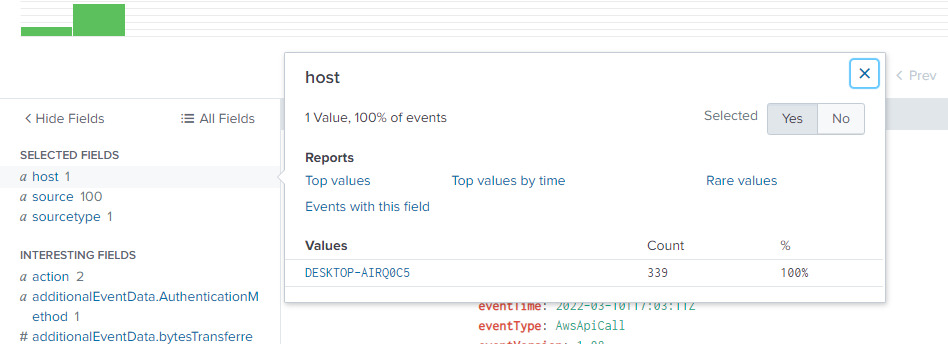 host
< Prev
1 Value, 100% of events
Selected
Yes
No
Reports
Top values
Top values by time
Rare values
Events with this field
Values
Count
%
DESKTOP-AIRQ0C5
339
100%
< Hide Fields
All Fields
SELECTED FIELDS
a host 1
a source 100
a sourcetype 1
INTERESTING FIELDS
a action 2
a additionalEventData.AuthenticationM
ethod 1
# additionalEventData.bytesTransferre
eventTime: 2022-03-10T17:03:11Z
eventType: AwsApiCall